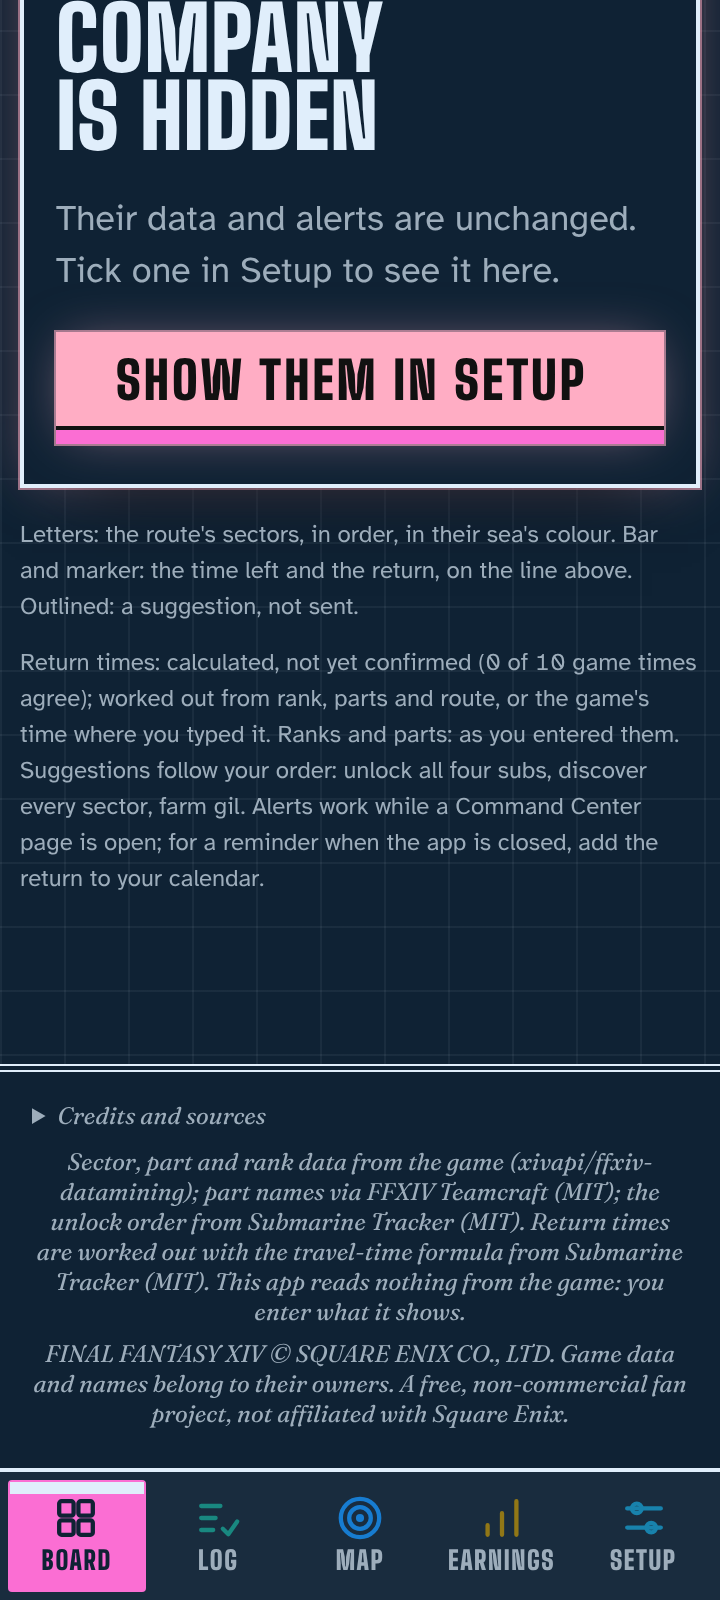 COMPANY
IS HIDDEN
Their data and alerts are unchanged.
Tick one in Setup to see it here.
SHOW THEM IN SETUP
Letters: the route's sectors, in order, in their sea's colour. Bar
and marker: the time left and the return, on the line above.
Outlined: a suggestion, not sent.
Return times: calculated, not yet confirmed (0 of 10 game times
agree); worked out from rank, parts and route, or the game's
time where you typed it. Ranks and parts: as you entered them.
Suggestions follow your order: unlock all four subs, discover
every sector, farm gil. Alerts work while a Command Center
page is open; for a reminder when the app is closed, add the
return to your calendar.
Credits and sources
Sector, part and rank data from the game (xivapi/ffxiv-
datamining); part names via FFXIV Teamcraft (MIT); the
unlock order from Submarine Tracker (MIT). Return times
are worked out with the travel-time formula from Submarine
Tracker (MIT). This app reads nothing from the game: you
enter what it shows.
FINAL FANTASY XIV © SQUARE ENIX CO., LTD. Game data
and names belong to their owners. A free, non-commercial fan
project, not affiliated with Square Enix.
BOARD LOG MAP EARNINGS SETUP